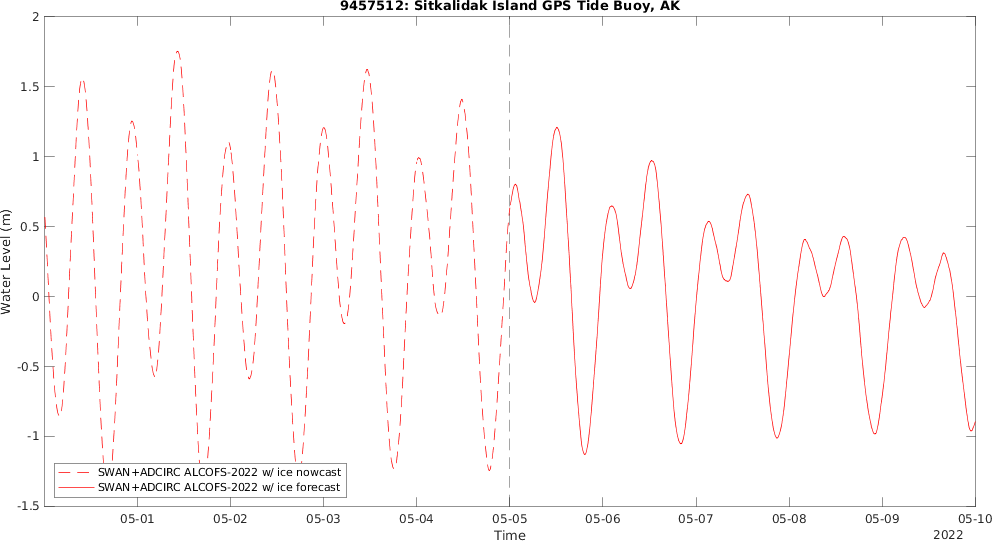 9457512: Sitkalidak Island GPS Tide Buoy, AK
Water Level (m)
2
1.5
1
0.5
0
-0.5
-1
-1.5
SWAN+ADCIRC ALCOFS-2022 w/ ice nowcast
SWAN+ADCIRC ALCOFS-2022 w/ ice forecast
05-01 05-02 05-03 05-04 05-05 05-06 05-07 05-08 05-09 05-10
Time
2022